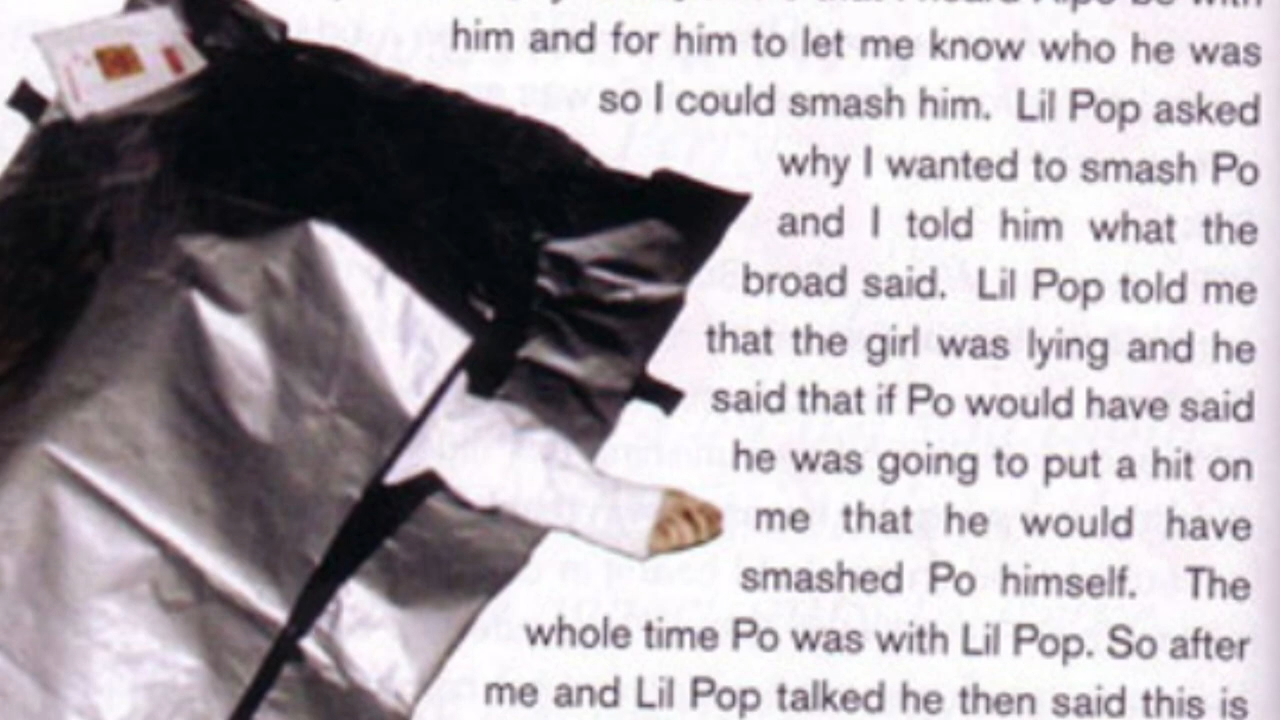 him and for him to let me know who he was
so I could smash him. Lil Pop asked
why I wanted to smash Po
and I told him what the
broad said. Lil Pop told me
that the girl was lying and he
said that if Po would have said
he was going to put a hit on
me that he would have
smashed Po himself. The
whole time Po was with Lil Pop. So after
me and Lil Pop talked he then said this is